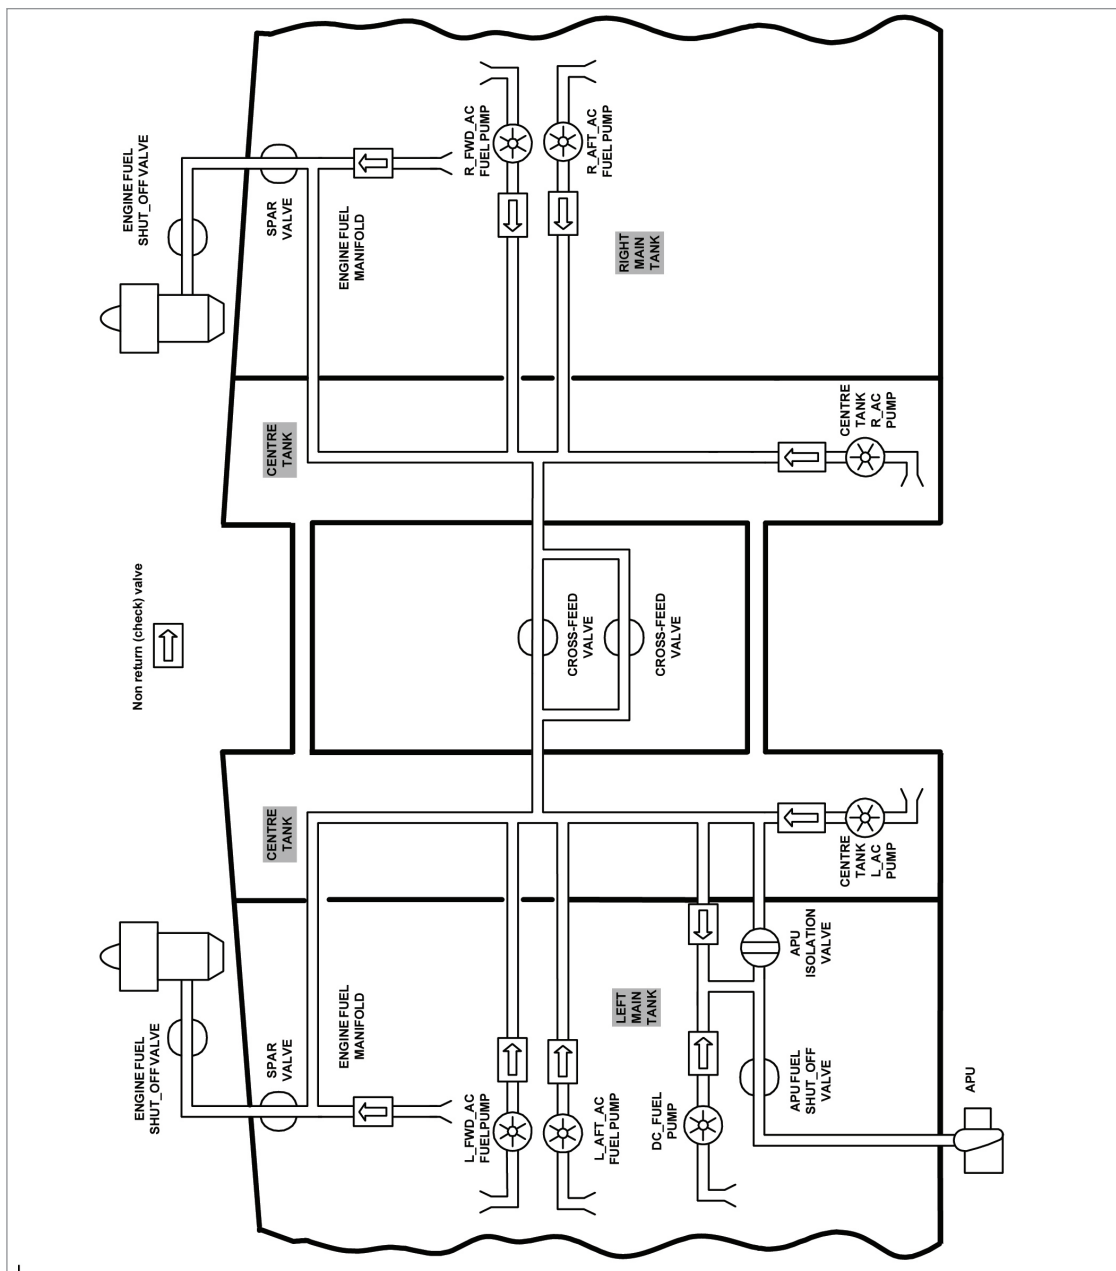 ENGINE FUEL
SHUT_OFF VALVE
SPAR
VALVE
ENGINE FUEL
MANIFOLD
R_FWD_AC
FUEL PUMP
R_AFT_AC
FUEL PUMP
RIGHT
MAIN
TANK
CENTRE
TANK
CENTRE
TANK
R_AC
PUMP
Non return (check) valve
CROSS-FEED
VALVE
CROSS-FEED
VALVE
CENTRE
TANK
CENTRE
TANK
L_AC
PUMP
ENGINE FUEL
SHUT_OFF VALVE
SPAR
VALVE
ENGINE FUEL
MANIFOLD
L_FWD_AC
FUELPUMP
L_AFT_AC
FUEL PUMP
LEFT
MAIN
TANK
DC_FUEL
PUMP
APU
ISOLATION
VALVE
APU FUEL
SHUT_OFF
VALVE
APU